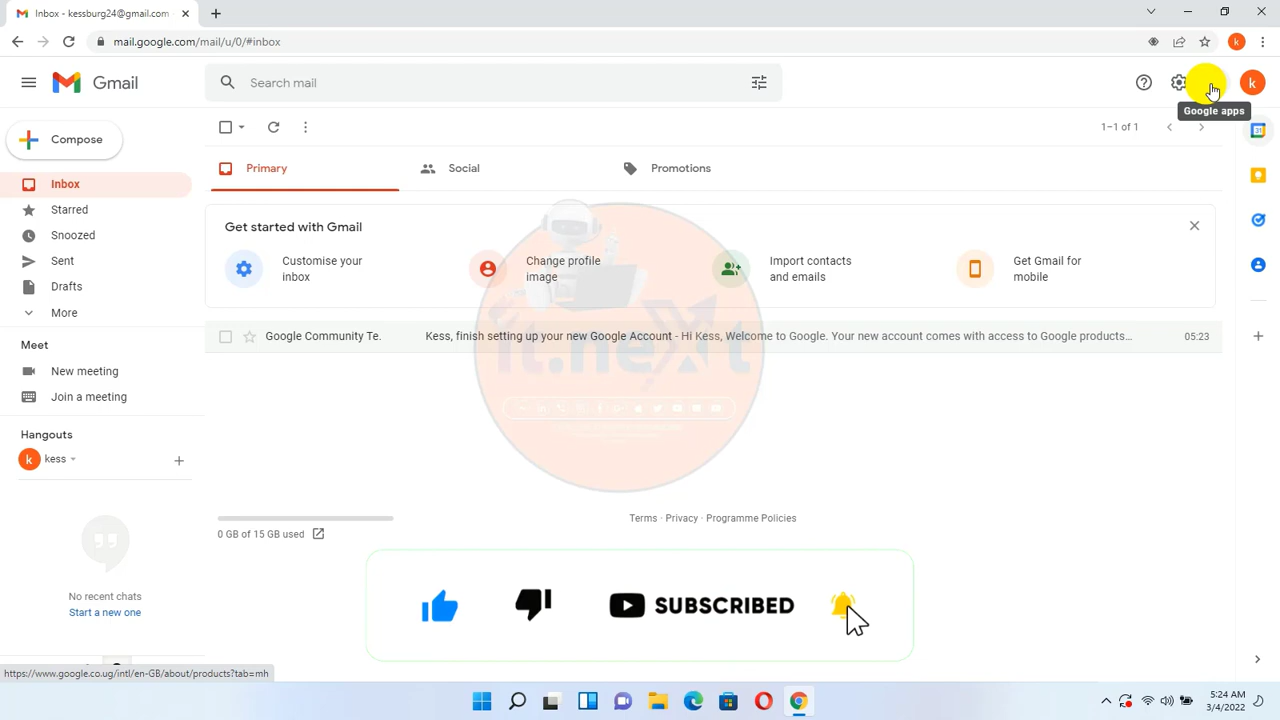 Inbox - kessburg24@gmail.com
mail.google.com/mail/u/0/#inbox
k
Gmail
Search mail
k
Google apps
Compose
1–1 of 1
31
Primary
Social
Promotions
Inbox
Starred
Snoozed
Sent
Drafts
More
Get started with Gmail
Customise your inbox
Change profile image
Import contacts and emails
Get Gmail for mobile
Google Community Te.
Kess, finish setting up your new Google Account - Hi Kess, Welcome to Google. Your new account comes with access to Google products…
05:23
it.neXt
Meet
New meeting
Join a meeting
Hangouts
k
kess
No recent chats
Start a new one
0 GB of 15 GB used
Terms · Privacy · Programme Policies
SUBSCRIBED
https://www.google.co.ug/intl/en-GB/about/products?tab=mh
5:24 AM
3/4/2022